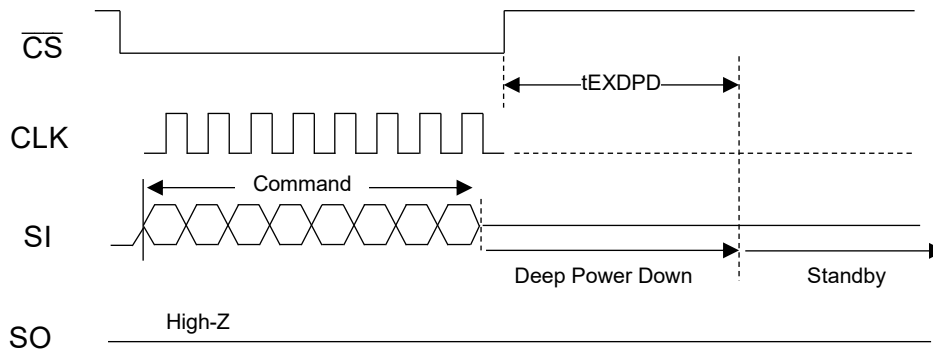 CS
tEXDPD
CLK
Command
SI
Deep Power Down
Standby
High-Z
SO